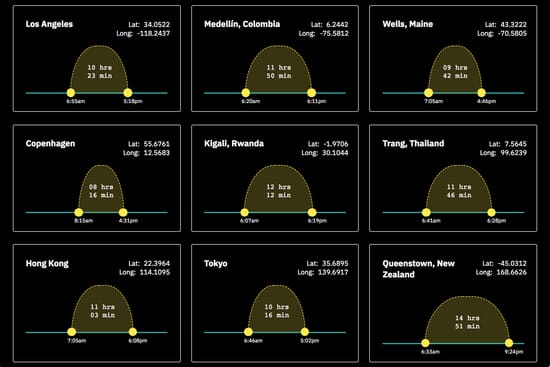 Los Angeles
Lat: 34.0522
Long: -118.2437
10 hrs
23 min
6:55am
5:18pm
Medellín, Colombia
Lat: 6.2442
Long: -75.5812
11 hrs
50 min
6:20am
6:11pm
Wells, Maine
Lat: 43.3222
Long: -70.5805
09 hrs
42 min
7:05am
4:46pm
Copenhagen
Lat: 55.6761
Long: 12.5683
08 hrs
16 min
8:15am
4:31pm
Kigali, Rwanda
Lat: -1.9706
Long: 30.1044
12 hrs
12 min
6:07am
6:19pm
Trang, Thailand
Lat: 7.5645
Long: 99.6239
11 hrs
46 min
6:41am
6:28pm
Hong Kong
Lat: 22.3964
Long: 114.1095
11 hrs
03 min
7:05am
6:08pm
Tokyo
Lat: 35.6895
Long: 139.6917
10 hrs
16 min
6:46am
5:02pm
Queenstown, New
Zealand
Lat: -45.0312
Long: 168.6626
14 hrs
51 min
6:33am
9:24pm